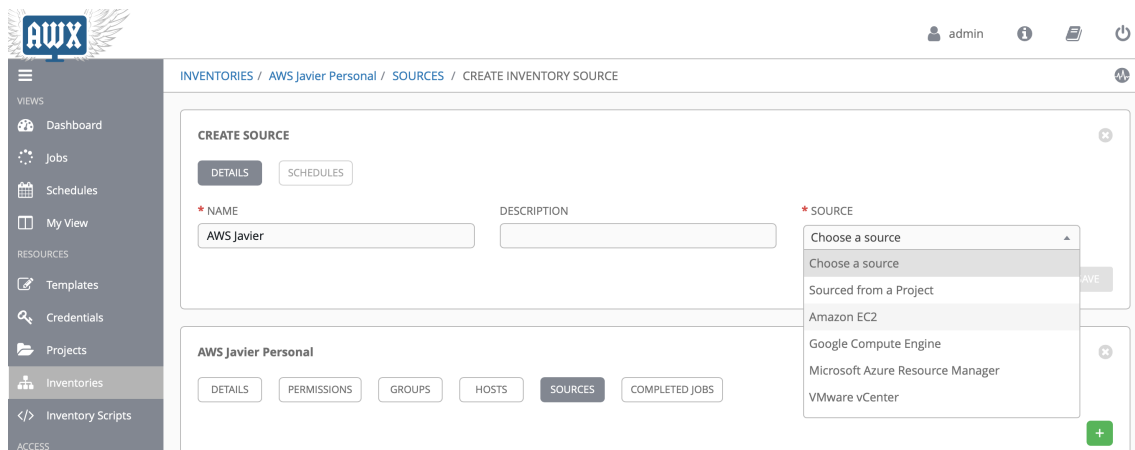 AWX
admin
INVENTORIES / AWS Javier Personal / SOURCES / CREATE INVENTORY SOURCE
VIEWS
Dashboard
Jobs
Schedules
My View
RESOURCES
Templates
Credentials
Projects
Inventories
Inventory Scripts
ACCESS
CREATE SOURCE
DETAILS SCHEDULES
* NAME DESCRIPTION * SOURCE
AWS Javier Choose a source
Choose a source
Sourced from a Project
Amazon EC2
Google Compute Engine
Microsoft Azure Resource Manager
VMware vCenter
AWS Javier Personal
DETAILS PERMISSIONS GROUPS HOSTS SOURCES COMPLETED JOBS
+